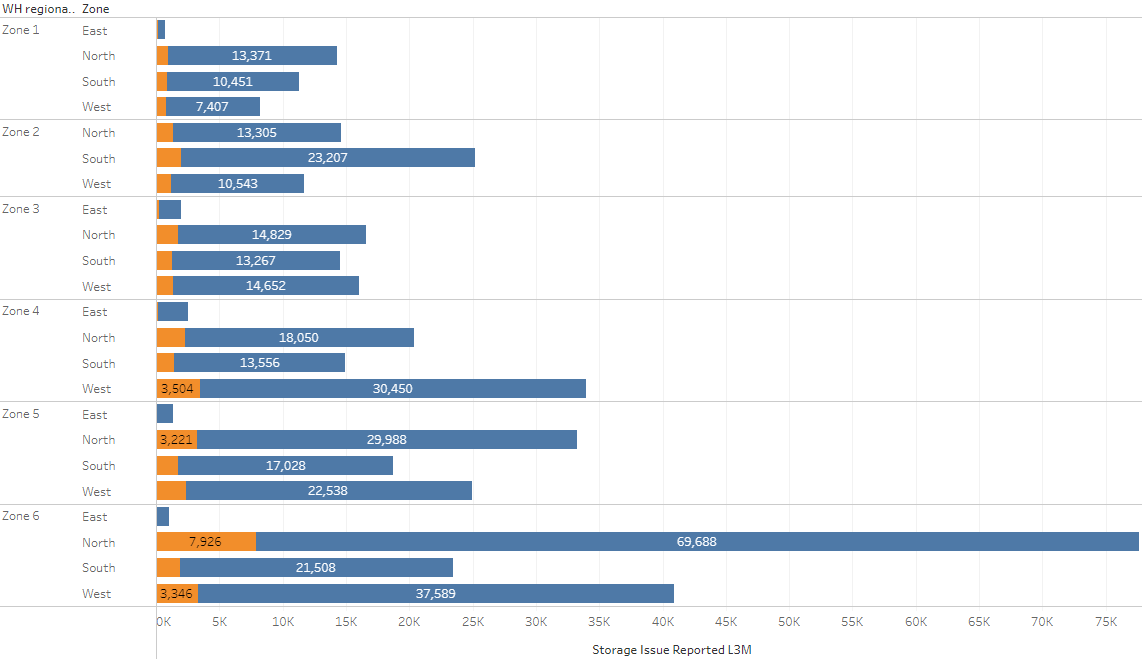 WH regiona.. Zone
Zone 1 East
North 13,371
South 10,451
West 7,407
Zone 2 North 13,305
South 23,207
West 10,543
Zone 3 East
North 14,829
South 13,267
West 14,652
Zone 4 East
North 18,050
South 13,556
West 3,504 30,450
Zone 5 East
North 3,221 29,988
South 17,028
West 22,538
Zone 6 East
North 7,926 69,688
South 21,508
West 3,346 37,589
0K 5K 10K 15K 20K 25K 30K 35K 40K 45K 50K 55K 60K 65K 70K 75K
Storage Issue Reported L3M